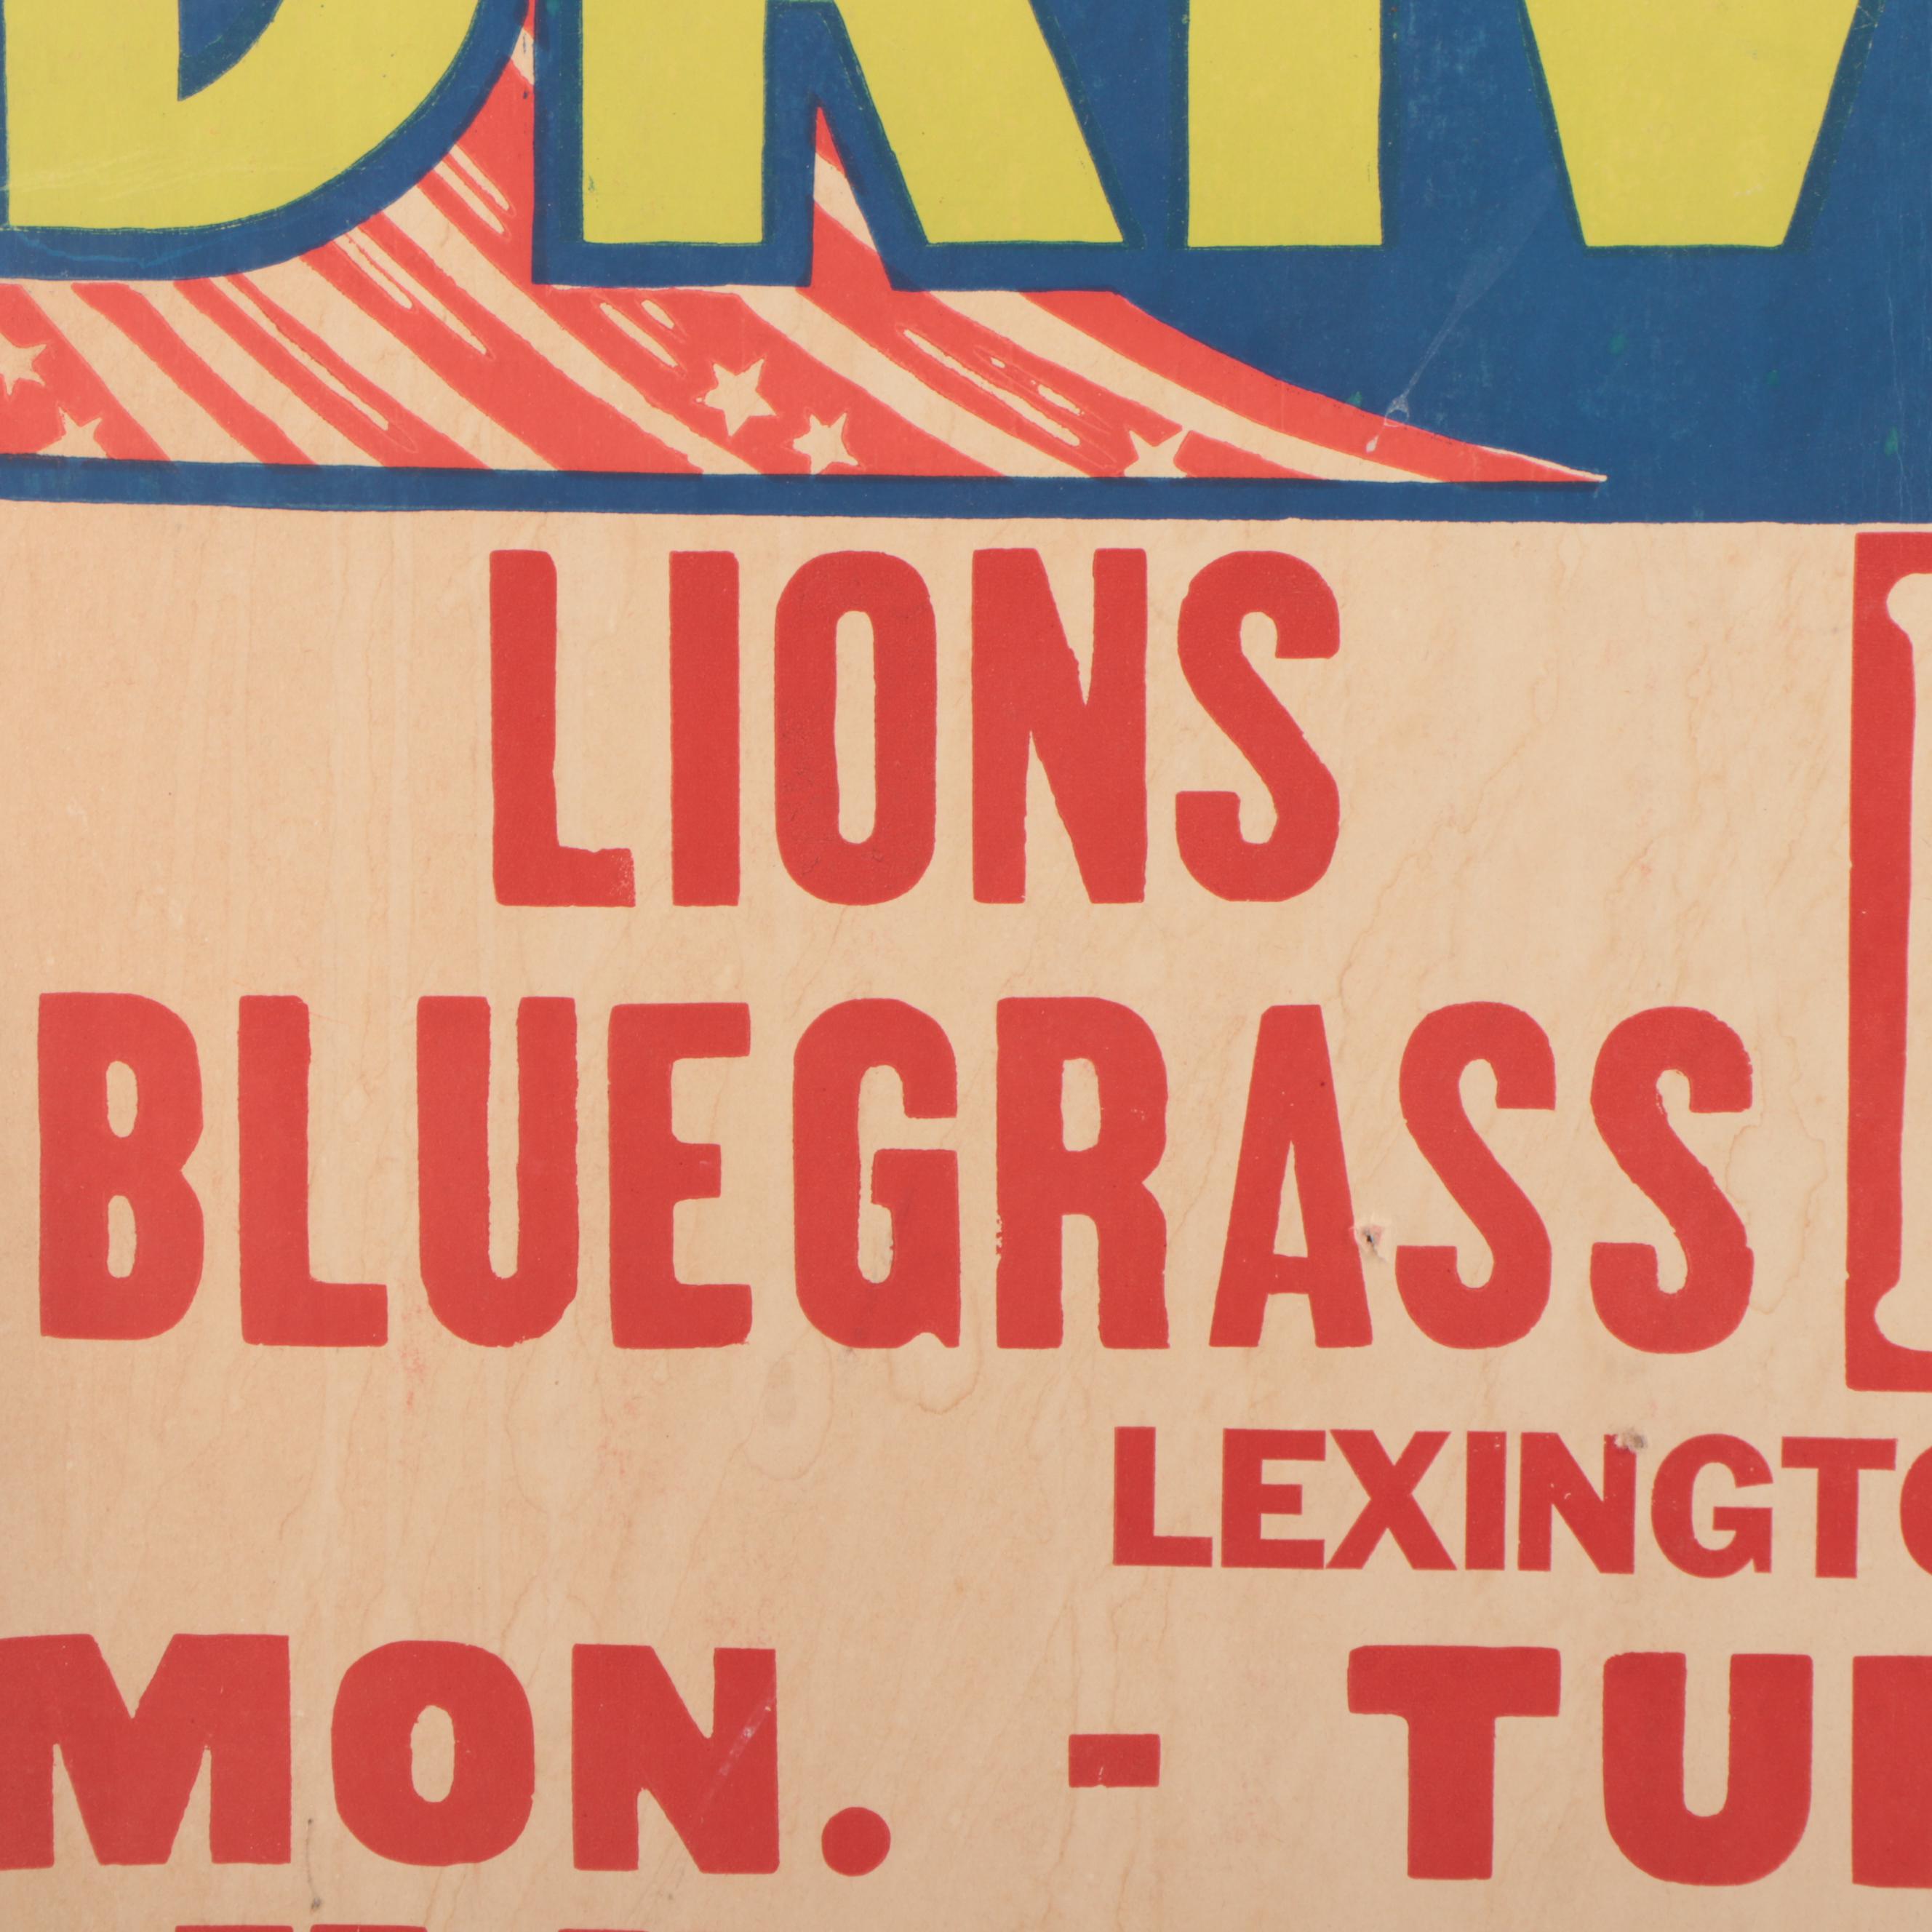 LIONS
BLUEGRASS
LEXINGTO
MON. - TU